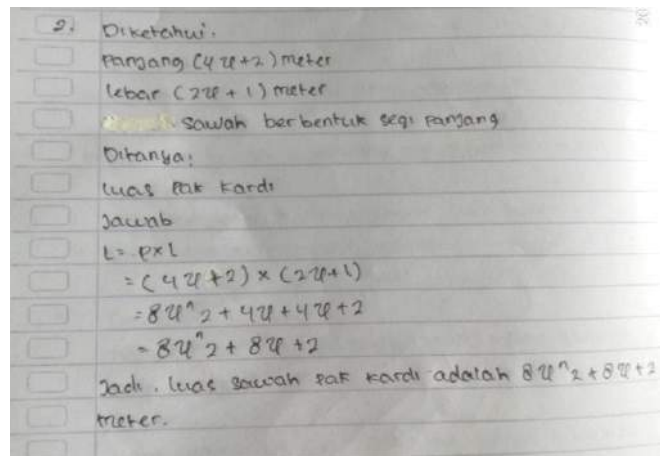 2. Diketahui.
Panjang (4x+2) meter
lebar (2x + 1) meter
sawah berbentuk segi panjang
Ditanya:
luas Pak Kardi
Jawab
L = p x l
= (4x+2) x (2x+1)
= 8x^2 + 4x + 4x + 2
= 8x^2 + 8x + 2
Jadi, luas sawah pak kardi adalah 8x^2 + 8x + 2
meter.